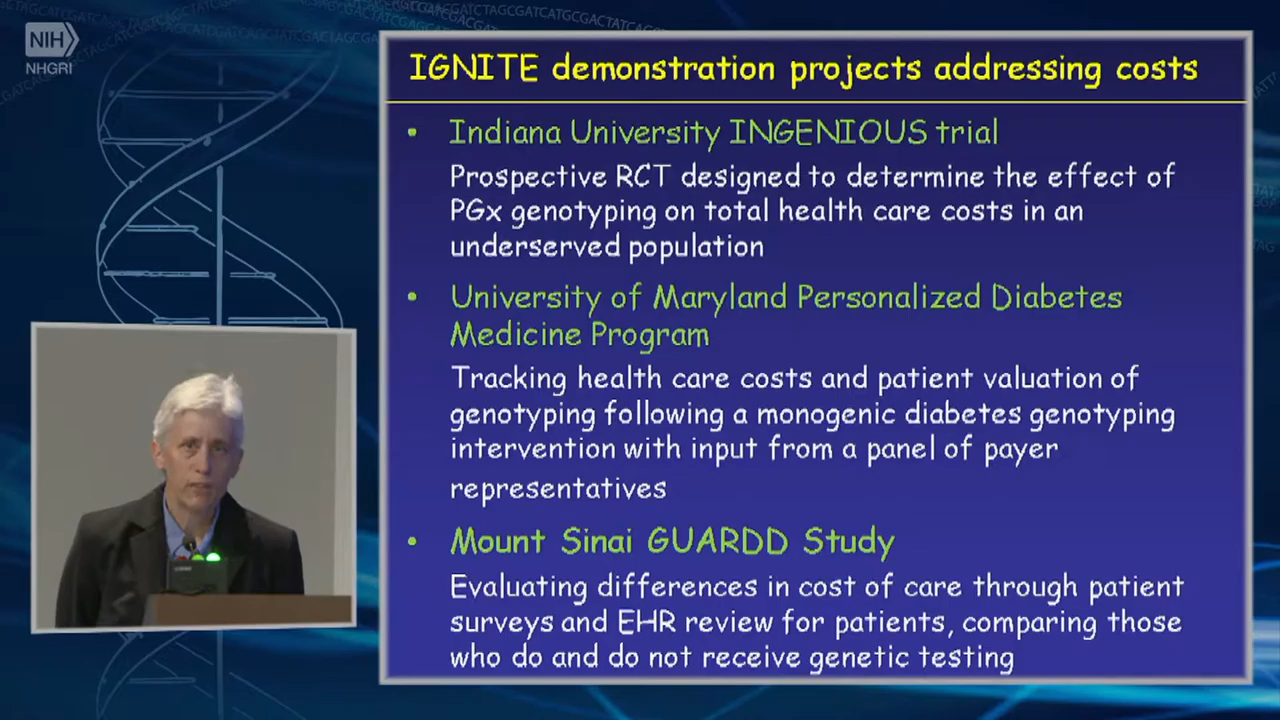 NIH
NHGRI
IGNITE demonstration projects addressing costs
• Indiana University INGENIOUS trial
Prospective RCT designed to determine the effect of
PGx genotyping on total health care costs in an
underserved population
• University of Maryland Personalized Diabetes
Medicine Program
Tracking health care costs and patient valuation of
genotyping following a monogenic diabetes genotyping
intervention with input from a panel of payer
representatives
• Mount Sinai GUARDD Study
Evaluating differences in cost of care through patient
surveys and EHR review for patients, comparing those
who do and do not receive genetic testing